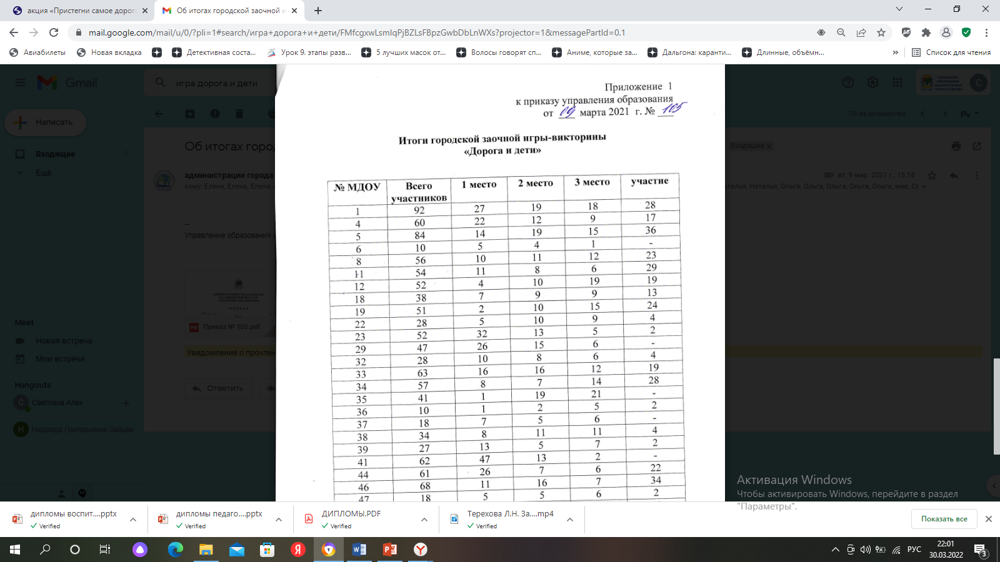 акция «Пристегни самое дорог
Об итогах городской заочной и
mail.google.com/mail/u/0/?pli=1#search/игра+дорога+и+дети/FMfcgxwLsmlqPjBZLsFBpzGwbDbLnWXs?projector=1&messagePartId=0.1
Авиабилеты Новая вкладка Детективная соста... Урок 9. этапы разв... 5 лучших масок от... Волосы говорят сп... Аниме, которые за... Дальгона: каранти... Длинные, объёмн... » Список для чтения
Gmail
игра дорога и дети
Написать
70 из множества
Входящие 1
Ещё
Об итогах горо
Входящие x
администрации города
кому: Елена, Елена, Елена,
вт, 9 мар. 2021 г., 15:18
талья, Наталья, Ольга, Ольга, Ольга, Ольга, Ольга, мне, Св
--
Управление образования
ПРИКАЗ
PDF Приказ № 105.pdf
Уведомление о прочтен
Ответить
Meet
Новая встреча
Мои встречи
Hangouts
Светлана Алек
Надежда Григорьевна Зайцев
Приложение 1
к приказу управления образования
от 09 марта 2021 г. № 105
Итоги городской заочной игры-викторины
«Дорога и дети»
№ МДОУ Всего участников 1 место 2 место 3 место участие
1 92 27 19 18 28
4 60 22 12 9 17
5 84 14 19 15 36
6 10 5 4 1 -
8 56 10 11 12 23
11 54 11 8 6 29
12 52 4 10 19 19
18 38 7 9 9 13
19 51 2 10 15 24
22 28 5 10 9 4
23 52 32 13 5 2
29 47 26 15 6 -
32 28 10 8 6 4
33 63 16 16 12 19
34 57 8 7 14 28
35 41 1 19 21 -
36 10 1 2 5 2
37 18 7 5 6 -
38 34 8 11 11 4
39 27 13 5 7 2
41 62 47 13 2 -
44 61 26 7 6 22
46 68 11 16 7 34
47 18 5 5 6 2
Активация Windows
Чтобы активировать Windows, перейдите в раздел
"Параметры".
дипломы воспит....pptx
Verified
дипломы педаго....pptx
Verified
ДИПЛОМЫ.PDF
Verified
Терехова Л.Н. За....mp4
Verified
Показать все
РУС
22:01
30.03.2022
3